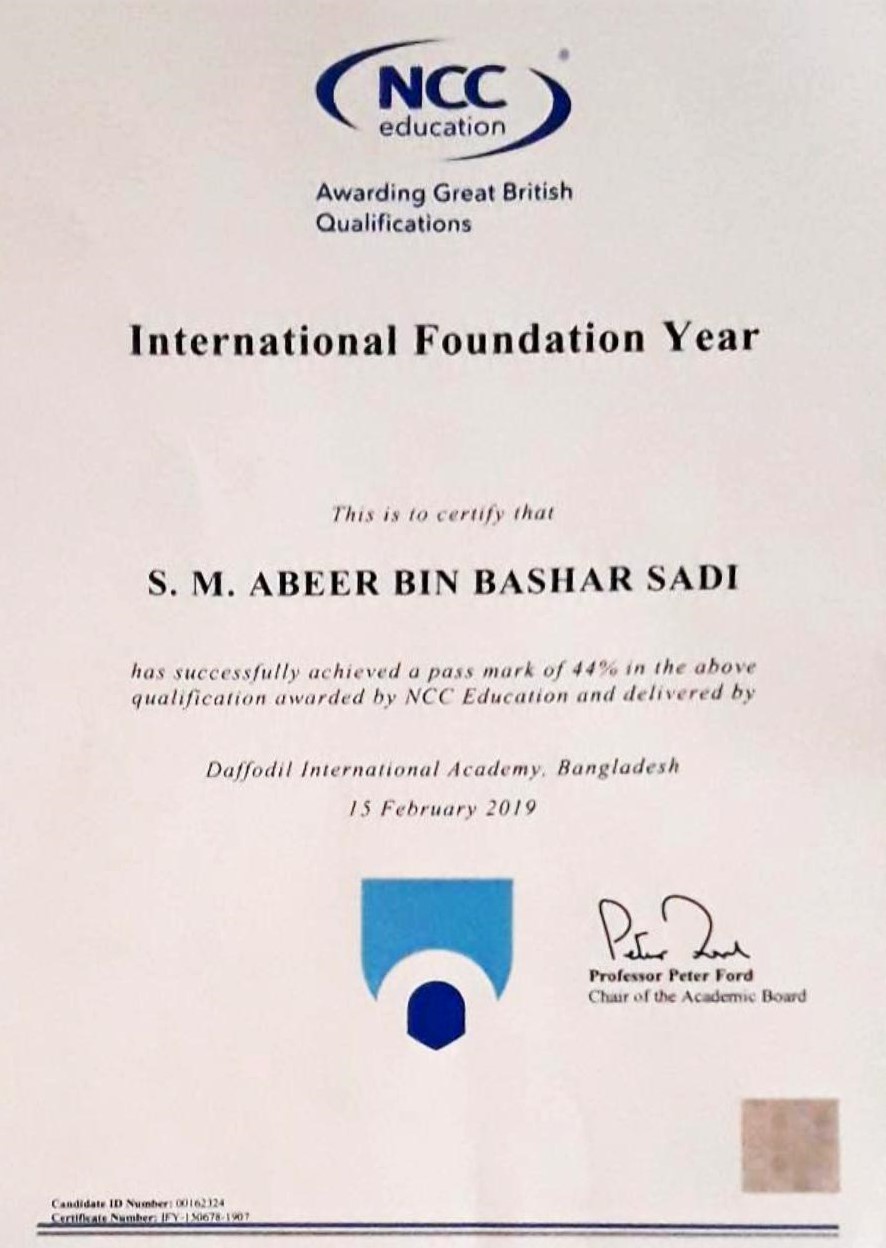 NCC
education
Awarding Great British
Qualifications
International Foundation Year
This is to certify that
S. M. ABEER BIN BASHAR SADI
has successfully achieved a pass mark of 44% in the above
qualification awarded by NCC Education and delivered by
Daffodil International Academy, Bangladesh
15 February 2019
Peter Ford
Professor Peter Ford
Chair of the Academic Board
Candidate ID Number: 00162324
Certificate Number: IFY-150678-1907